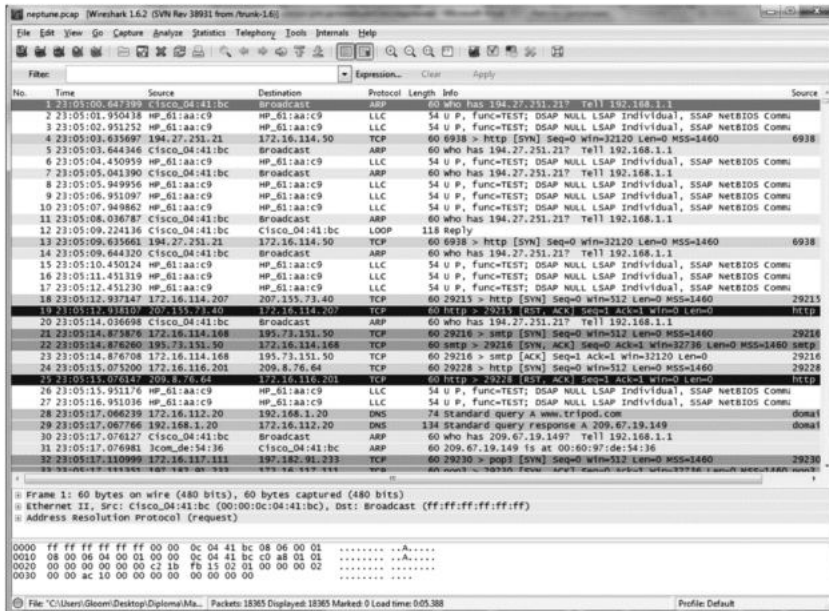 neptune.pcap [Wireshark 1.6.2 (SVN Rev 38931 from /trunk-1.6)]
File Edit View Go Capture Analyze Statistics Telephony Tools Internals Help
Filter: Expression... Clear Apply
No. Time Source Destination Protocol Length Info Source
1 23:05:00.647399 Cisco_04:41:bc Broadcast ARP 60 who has 194.27.251.21? Tell 192.168.1.1
2 23:05:01.950438 HP_61:aa:c9 HP_61:aa:c9 LLC 54 U P, func=TEST; DSAP NULL LSAP Individual, SSAP NetBIOS Comma
3 23:05:02.951252 HP_61:aa:c9 HP_61:aa:c9 LLC 54 U P, func=TEST; DSAP NULL LSAP Individual, SSAP NetBIOS Comma
4 23:05:03.635697 194.27.251.21 172.16.114.50 TCP 60 6938 > http [SYN] Seq=0 Win=32120 Len=0 MSS=1460 6938
5 23:05:03.644346 Cisco_04:41:bc Broadcast ARP 60 who has 194.27.251.21? Tell 192.168.1.1
6 23:05:04.450959 HP_61:aa:c9 HP_61:aa:c9 LLC 54 U P, func=TEST; DSAP NULL LSAP Individual, SSAP NetBIOS Comma
7 23:05:05.041390 Cisco_04:41:bc Broadcast ARP 60 who has 194.27.251.21? Tell 192.168.1.1
8 23:05:05.949956 HP_61:aa:c9 HP_61:aa:c9 LLC 54 U P, func=TEST; DSAP NULL LSAP Individual, SSAP NetBIOS Comma
9 23:05:06.951097 HP_61:aa:c9 HP_61:aa:c9 LLC 54 U P, func=TEST; DSAP NULL LSAP Individual, SSAP NetBIOS Comma
10 23:05:07.949862 HP_61:aa:c9 HP_61:aa:c9 LLC 54 U P, func=TEST; DSAP NULL LSAP Individual, SSAP NetBIOS Comma
11 23:05:08.036787 Cisco_04:41:bc Broadcast ARP 60 who has 194.27.251.21? Tell 192.168.1.1
12 23:05:09.224136 Cisco_04:41:bc Cisco_04:41:bc LOOP 118 Reply
13 23:05:09.635661 194.27.251.21 172.16.114.50 TCP 60 6938 > http [SYN] Seq=0 Win=32120 Len=0 MSS=1460 6938
14 23:05:09.644320 Cisco_04:41:bc Broadcast ARP 60 who has 194.27.251.21? Tell 192.168.1.1
15 23:05:10.450124 HP_61:aa:c9 HP_61:aa:c9 LLC 54 U P, func=TEST; DSAP NULL LSAP Individual, SSAP NetBIOS Comma
16 23:05:11.451319 HP_61:aa:c9 HP_61:aa:c9 LLC 54 U P, func=TEST; DSAP NULL LSAP Individual, SSAP NetBIOS Comma
17 23:05:12.451230 HP_61:aa:c9 HP_61:aa:c9 LLC 54 U P, func=TEST; DSAP NULL LSAP Individual, SSAP NetBIOS Comma
18 23:05:12.937147 172.16.114.207 207.155.73.40 TCP 60 29215 > http [SYN] Seq=0 Win=512 Len=0 MSS=1460 29215
19 23:05:12.938107 207.155.73.40 172.16.114.207 TCP 60 http > 29215 [RST, ACK] Seq=1 Ack=1 Win=0 Len=0 http
20 23:05:14.036698 Cisco_04:41:bc Broadcast ARP 60 who has 194.27.251.21? Tell 192.168.1.1
21 23:05:14.875876 172.16.114.168 195.73.151.50 TCP 60 29216 > smtp [SYN] Seq=0 Win=512 Len=0 MSS=1460 29216
22 23:05:14.876260 195.73.151.50 172.16.114.168 TCP 60 smtp > 29216 [SYN, ACK] Seq=0 Ack=1 Win=32736 Len=0 MSS=1460 smtp
23 23:05:14.876708 172.16.114.168 195.73.151.50 TCP 60 29216 > smtp [ACK] Seq=1 Ack=1 Win=32120 Len=0 29216
24 23:05:15.075200 172.16.116.201 209.8.76.64 TCP 60 29228 > http [SYN] Seq=0 Win=512 Len=0 MSS=1460 29228
25 23:05:15.076147 209.8.76.64 172.16.116.201 TCP 60 http > 29228 [RST, ACK] Seq=1 Ack=1 Win=0 Len=0 http
26 23:05:15.951176 HP_61:aa:c9 HP_61:aa:c9 LLC 54 U P, func=TEST; DSAP NULL LSAP Individual, SSAP NetBIOS Comma
27 23:05:16.951036 HP_61:aa:c9 HP_61:aa:c9 LLC 54 U P, func=TEST; DSAP NULL LSAP Individual, SSAP NetBIOS Comma
28 23:05:17.066239 172.16.112.20 192.168.1.20 DNS 74 Standard query A www.tripod.com domai
29 23:05:17.067766 192.168.1.20 172.16.112.20 DNS 134 Standard query response A 209.67.19.149 domai
30 23:05:17.076127 Cisco_04:41:bc Broadcast ARP 60 who has 209.67.19.149? Tell 192.168.1.1
31 23:05:17.076981 3com_de:54:36 Cisco_04:41:bc ARP 60 209.67.19.149 is at 00:60:97:de:54:36
32 23:05:17.110999 172.16.117.111 197.182.91.233 TCP 60 29230 > pop3 [SYN] Seq=0 Win=512 Len=0 MSS=1460 29230
33 23:05:17.111351 197.182.91.233 172.16.117.111 TCP 60 pop3 > 29230 [SYN, ACK] Seq=0 Ack=1 Win=32736 Len=0 MSS=1460 pop3
Frame 1: 60 bytes on wire (480 bits), 60 bytes captured (480 bits)
Ethernet II, Src: Cisco_04:41:bc (00:00:0c:04:41:bc), Dst: Broadcast (ff:ff:ff:ff:ff:ff)
Address Resolution Protocol (request)
0000 ff ff ff ff ff ff 00 00 0c 04 41 bc 08 06 00 01 ........ ..A.....
0010 08 00 06 04 00 01 00 00 0c 04 41 bc c0 a8 01 01 ........ ..A.....
0020 00 00 00 00 00 00 c2 1b fb 15 02 01 00 00 00 02 ........ ........
0030 00 00 ac 10 00 00 00 00 00 00 00 00 ........ ....
File: "C:\Users\Gloom\Desktop\Diploma\Ma... Packets: 18365 Displayed: 18365 Marked: 0 Load time: 0:05.388 Profile: Default